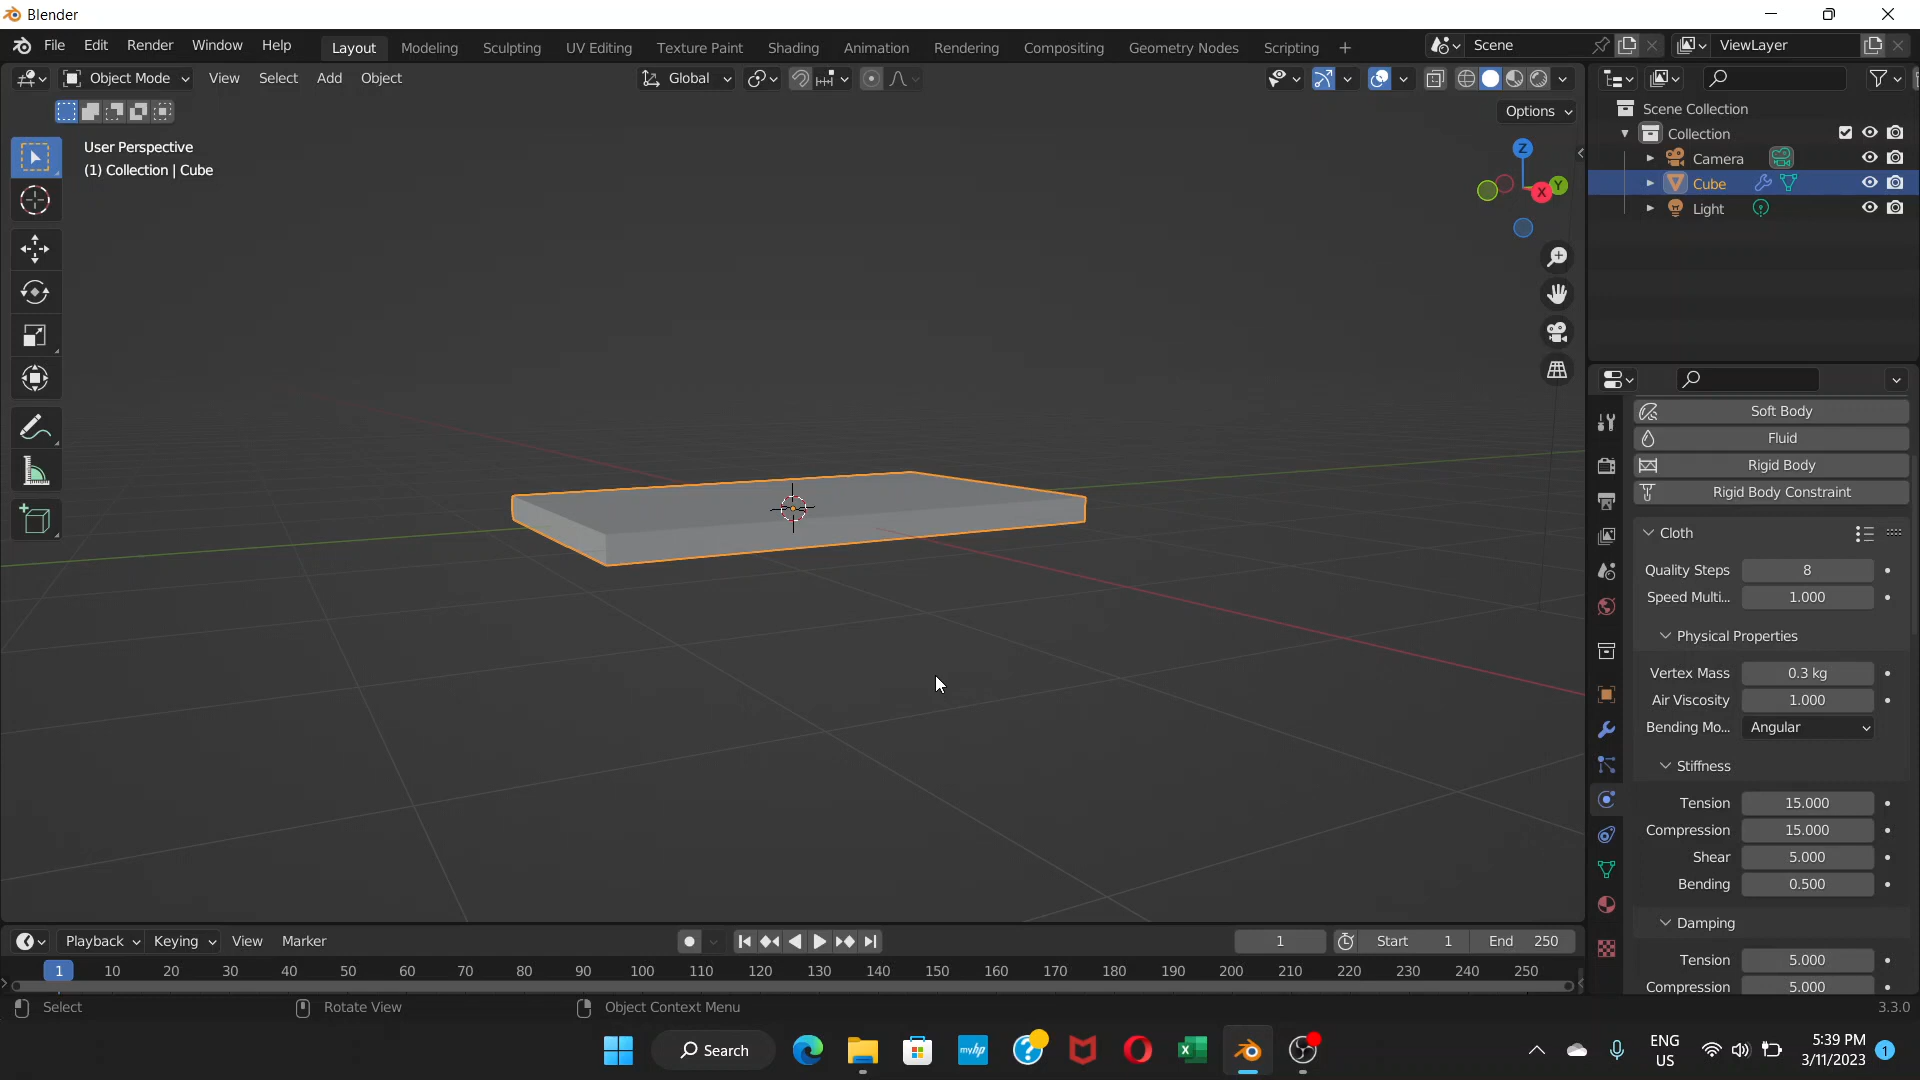 Blender
File Edit Render Window Help Layout Modeling Sculpting UV Editing Texture Paint Shading Animation Rendering Compositing Geometry Nodes Scripting + Scene ViewLayer
Object Mode View Select Add Object Global
Options
User Perspective
(1) Collection | Cube
Z
Y
X
Scene Collection
Collection
Camera
Cube
Light
Soft Body
Fluid
Rigid Body
Rigid Body Constraint
Cloth
Quality Steps 8
Speed Multi... 1.000
Physical Properties
Vertex Mass 0.3 kg
Air Viscosity 1.000
Bending Mo... Angular
Stiffness
Tension 15.000
Compression 15.000
Shear 5.000
Bending 0.500
Damping
Tension 5.000
Compression 5.000
Playback Keying View Marker 1 Start 1 End 250
1 10 20 30 40 50 60 70 80 90 100 110 120 130 140 150 160 170 180 190 200 210 220 230 240 250
Select Rotate View Object Context Menu 3.3.0
Search myhp ENG US 5:39 PM 3/11/2023 1